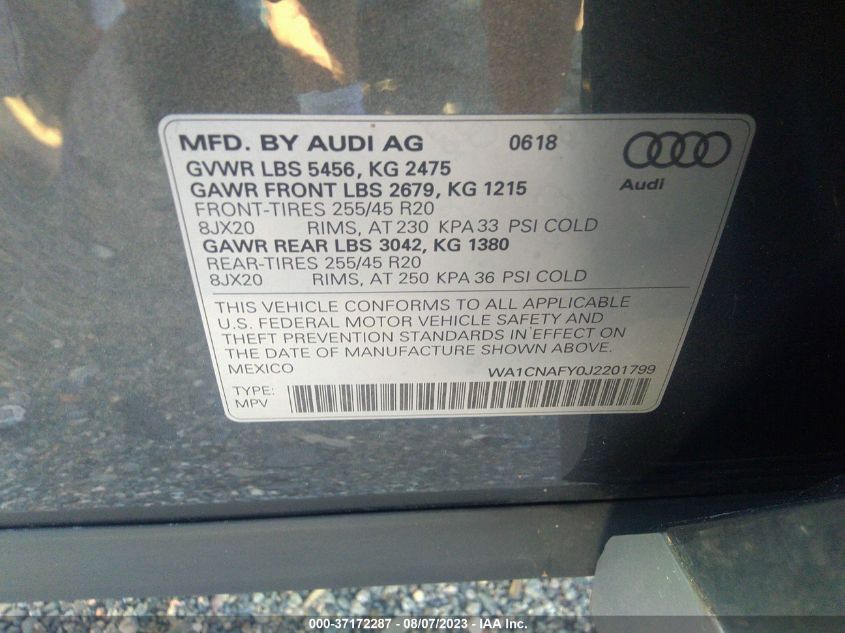 MFD. BY AUDI AG 0618
GVWR LBS 5456, KG 2475
GAWR FRONT LBS 2679, KG 1215
Audi
FRONT-TIRES 255/45 R20
8JX20 RIMS, AT 230 KPA 33 PSI COLD
GAWR REAR LBS 3042, KG 1380
REAR-TIRES 255/45 R20
8JX20 RIMS, AT 250 KPA 36 PSI COLD
THIS VEHICLE CONFORMS TO ALL APPLICABLE
U.S. FEDERAL MOTOR VEHICLE SAFETY AND
THEFT PREVENTION STANDARDS IN EFFECT ON
THE DATE OF MANUFACTURE SHOWN ABOVE.
MEXICO WA1CNAFY0J2201799
TYPE:
MPV
000-37172287 - 08/07/2023 - IAA Inc.